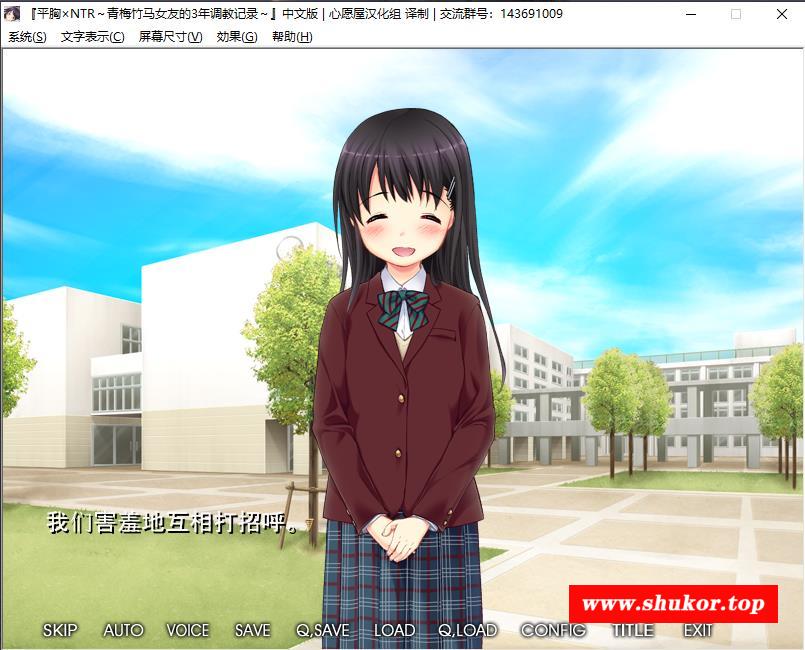 『平胸×NTR～青梅竹马女友的3年调教记录～』中文版 | 心愿屋汉化组 译制 | 交流群号：143691009
系统(S) 文字表示(C) 屏幕尺寸(V) 效果(G) 帮助(H)
我们害羞地互相打招呼。
www.shukor.top
SKIP AUTO VOICE SAVE Q,SAVE LOAD Q,LOAD CONFIG TITLE EXIT